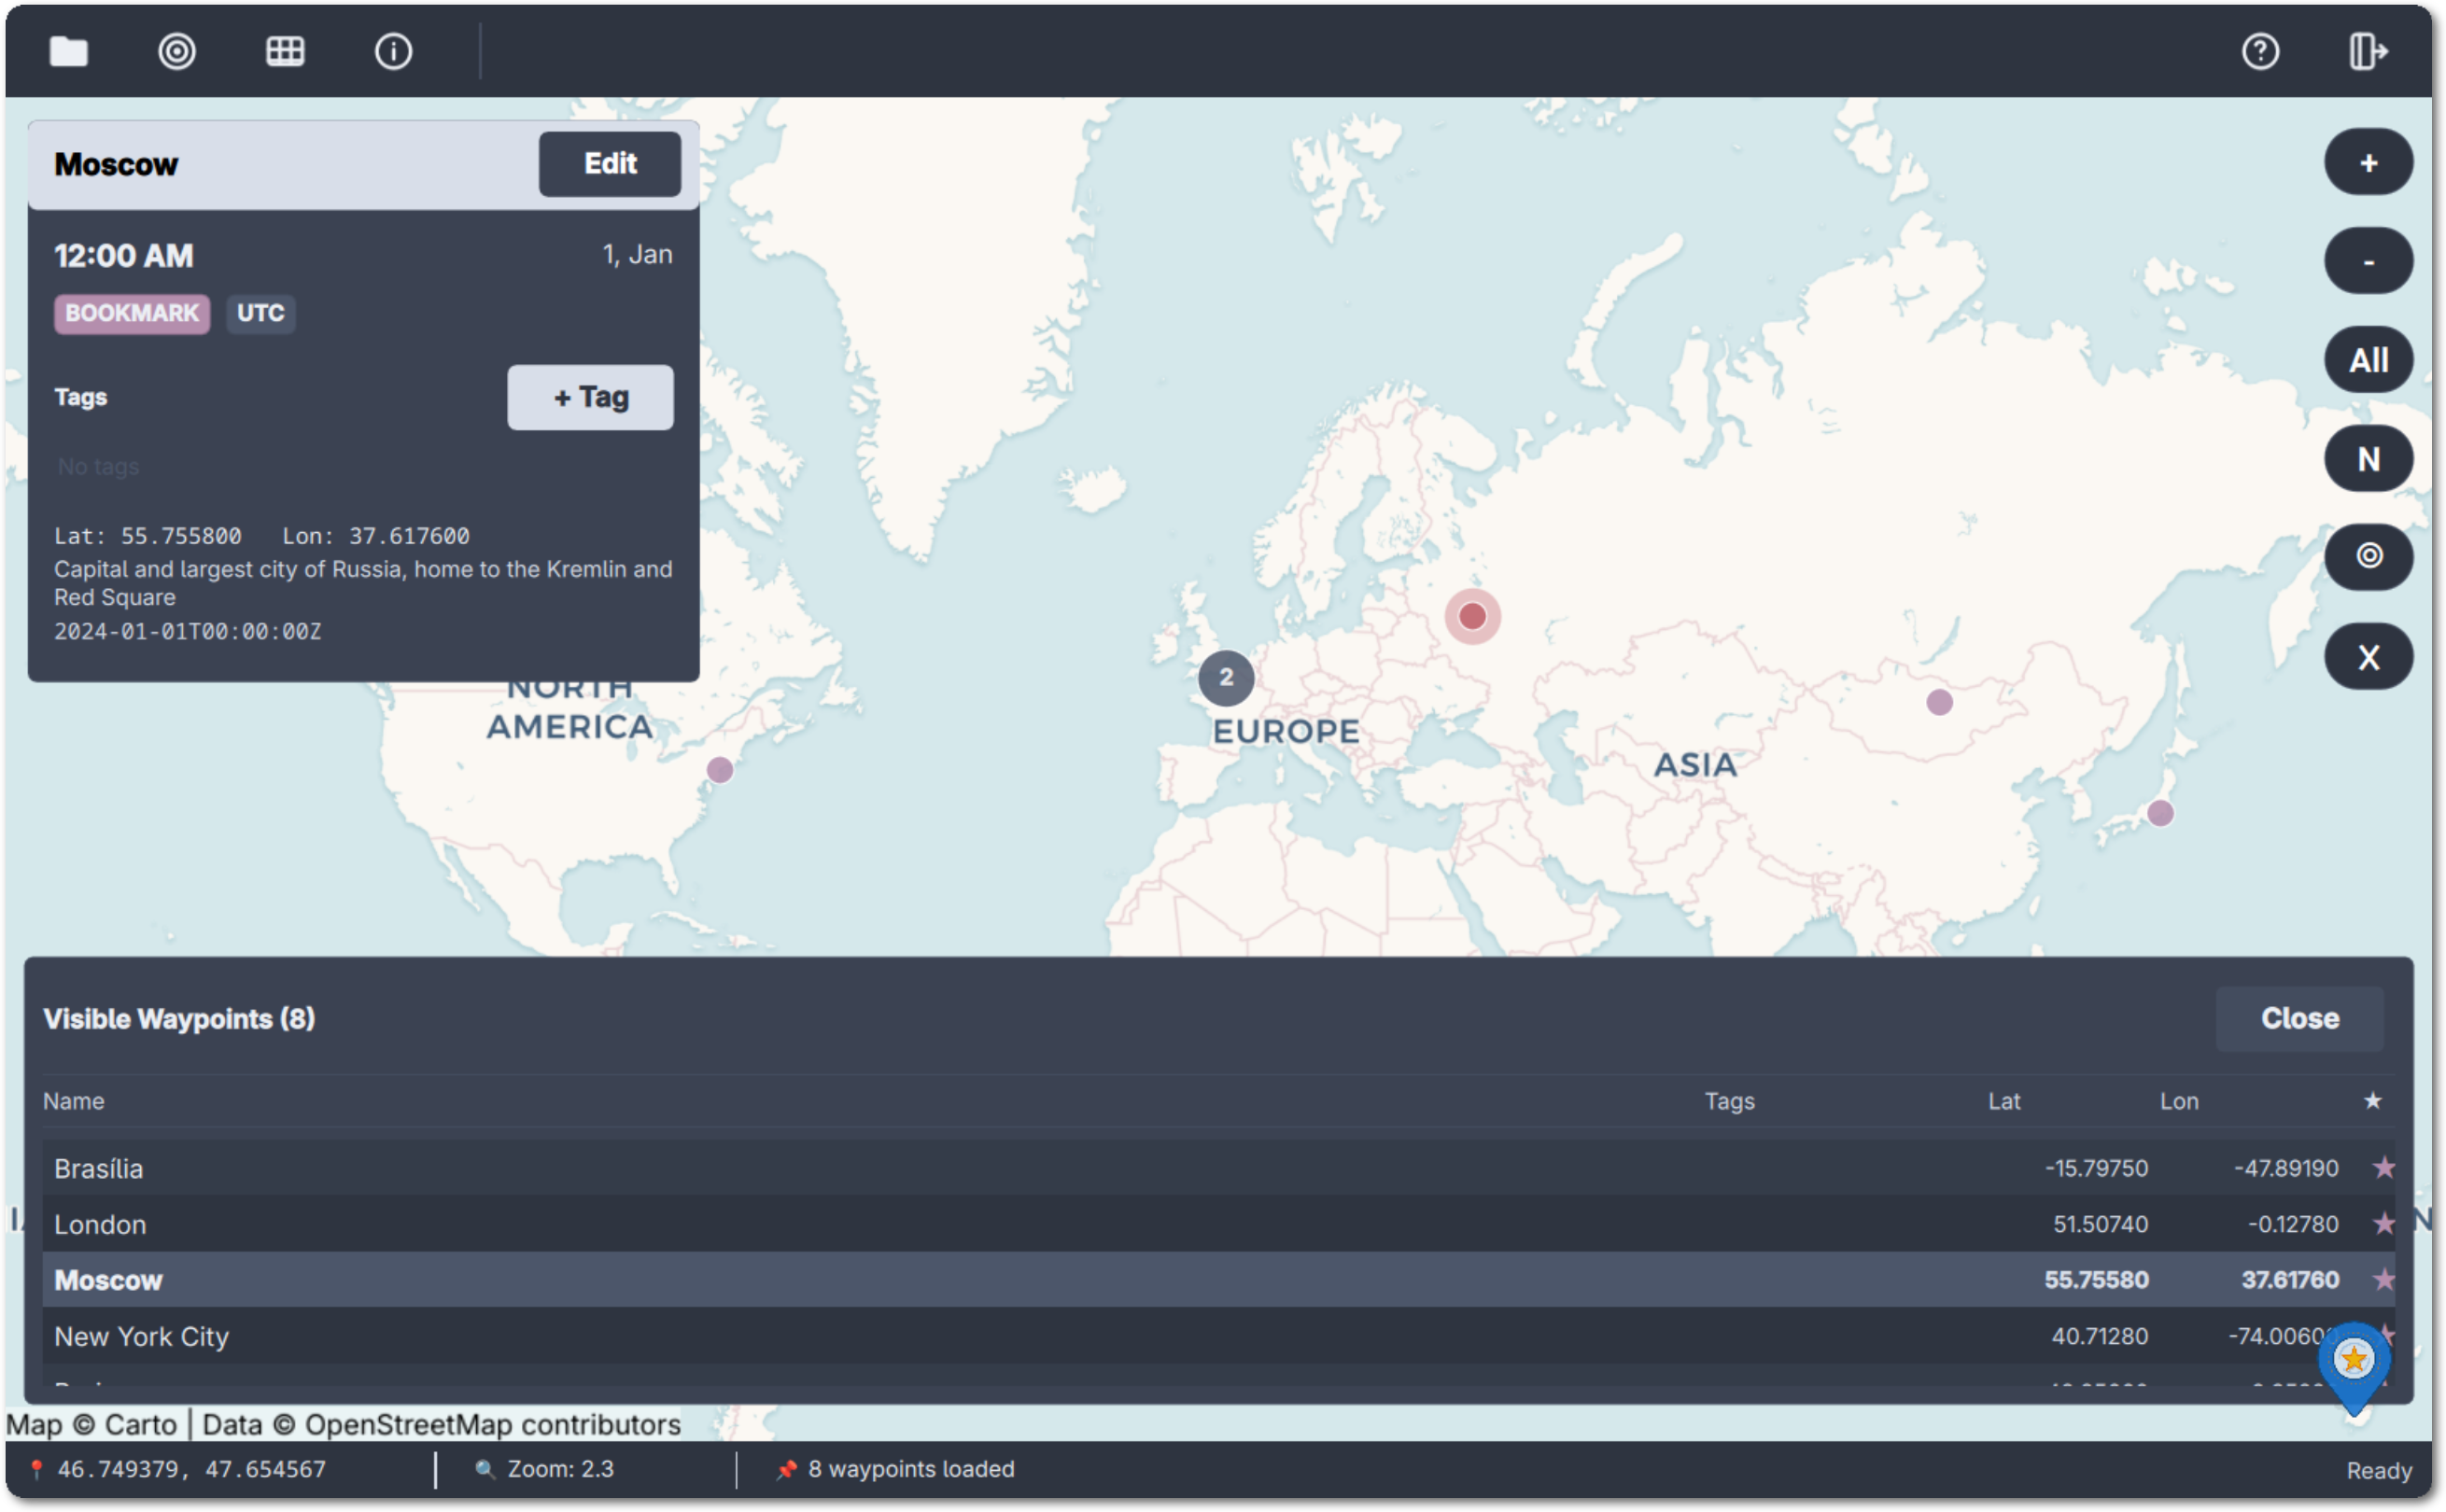 Moscow Edit
12:00 AM 1, Jan
BOOKMARK UTC
Tags + Tag
No tags
Lat: 55.755800 Lon: 37.617600
Capital and largest city of Russia, home to the Kremlin and
Red Square
2024-01-01T00:00:00Z
+
-
All
N
X
NORTH
AMERICA
2
EUROPE
ASIA
Visible Waypoints (8) Close
Name Tags Lat Lon ★
Brasília -15.79750 -47.89190 ★
London 51.50740 -0.12780 ★
Moscow 55.75580 37.61760 ★
New York City 40.71280 -74.0060
Map © Carto | Data © OpenStreetMap contributors
46.749379, 47.654567 Zoom: 2.3 8 waypoints loaded Ready